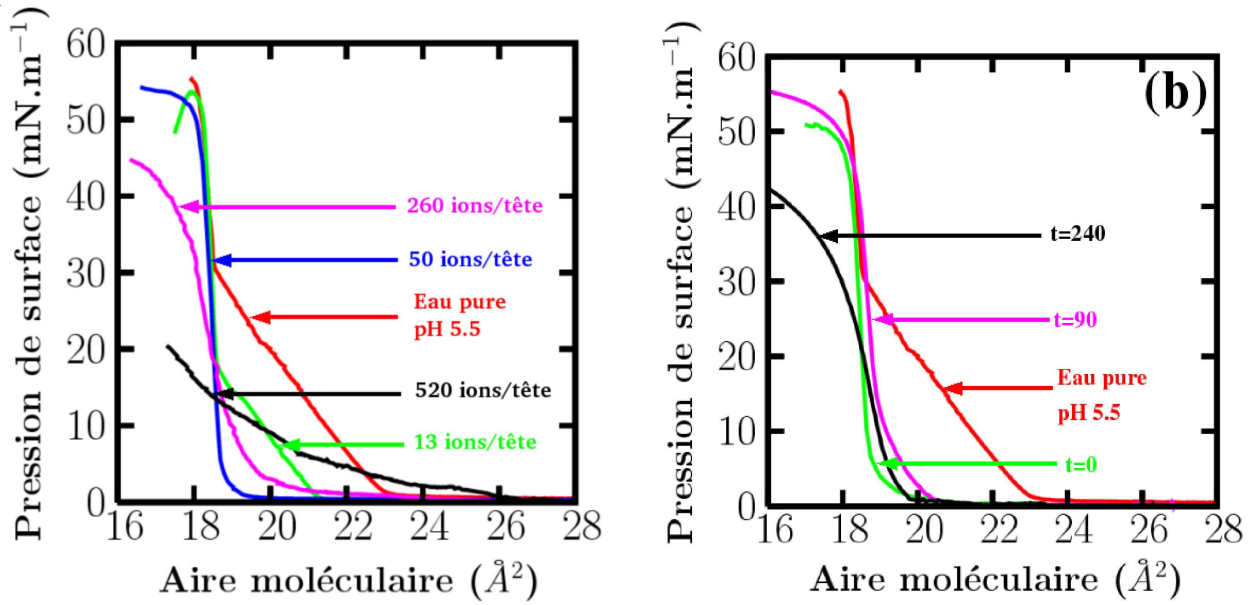 Pression de surface (mN.m⁻¹)
60
50
40
30
20
10
0
16 18 20 22 24 26 28
Aire moléculaire (Å²)
260 ions/tête
50 ions/tête
Eau pure
pH 5.5
520 ions/tête
13 ions/tête
Pression de surface (mN.m⁻¹)
60
50
40
30
20
10
0
16 18 20 22 24 26 28
Aire moléculaire (Å²)
(b)
t=240
t=90
Eau pure
pH 5.5
t=0